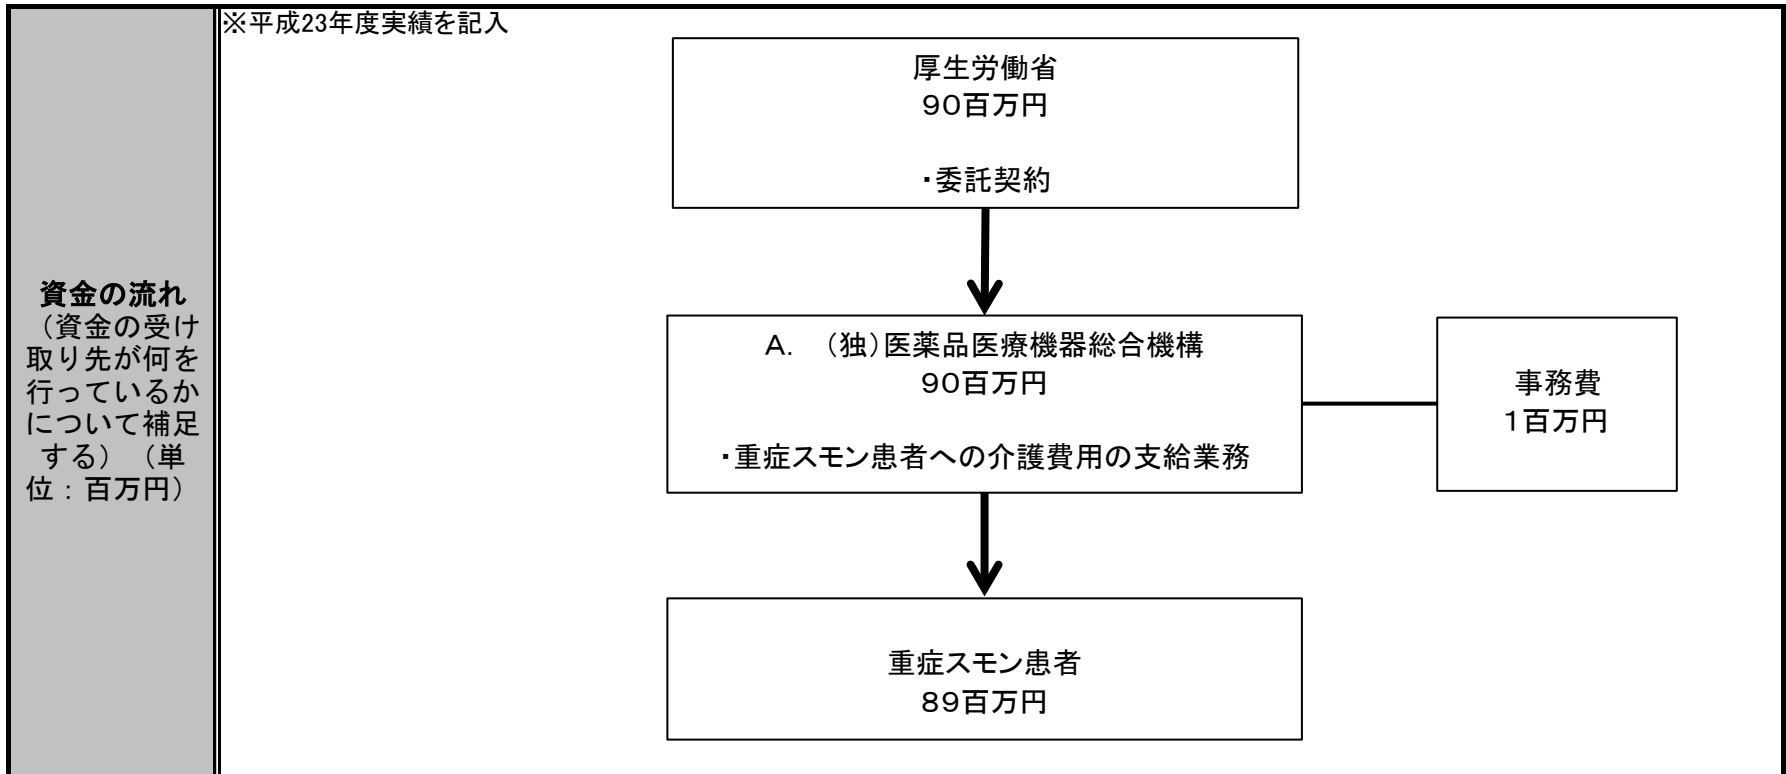 ※平成23年度実績を記入
厚生労働省
90百万円
・委託契約
資金の流れ
（資金の受け
取り先が何を
行っているか
について補足
する）　（単
位：百万円）
A.　（独）医薬品医療機器総合機構
90百万円
・重症スモン患者への介護費用の支給業務
事務費
1百万円
重症スモン患者
89百万円